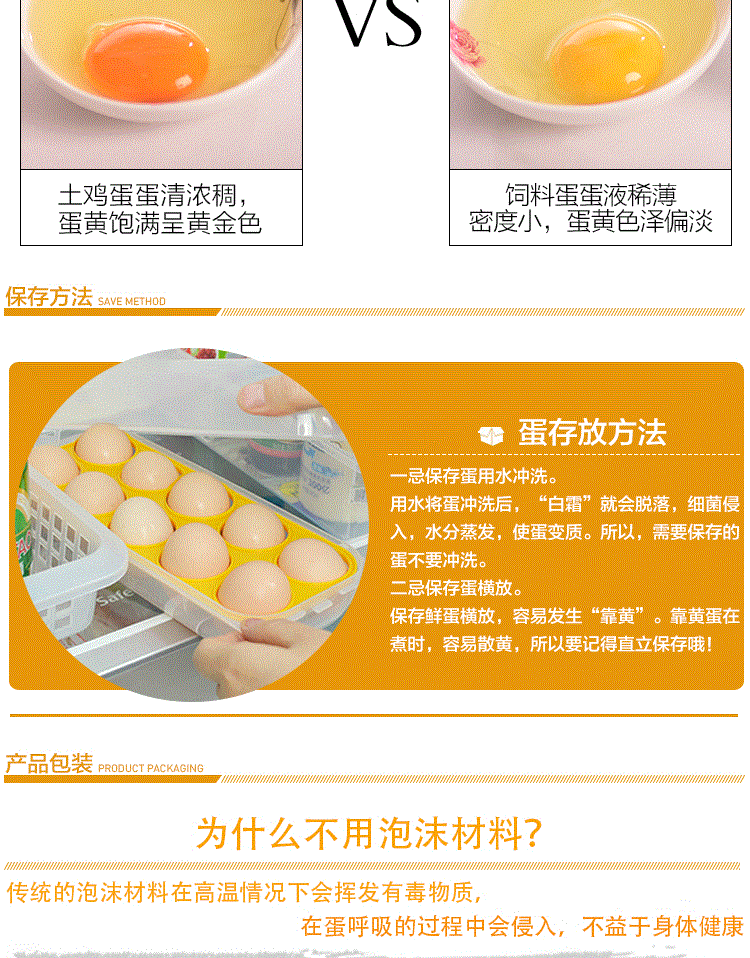 VS
土鸡蛋蛋清浓稠，
蛋黄饱满呈黄金色
饲料蛋蛋液稀薄
密度小，蛋黄色泽偏淡
保存方法 SAVE METHOD
蛋存放方法
一忌保存蛋用水冲洗。
用水将蛋冲洗后，“白霜”就会脱落，细菌侵
入，水分蒸发，使蛋变质。所以，需要保存的
蛋不要冲洗。
二忌保存蛋横放。
保存鲜蛋横放，容易发生“靠黄”。靠黄蛋在
煮时，容易散黄，所以要记得直立保存哦！
Safe
产品包装 PRODUCT PACKAGING
为什么不用泡沫材料？
传统的泡沫材料在高温情况下会挥发有毒物质，
在蛋呼吸的过程中会侵入，不益于身体健康